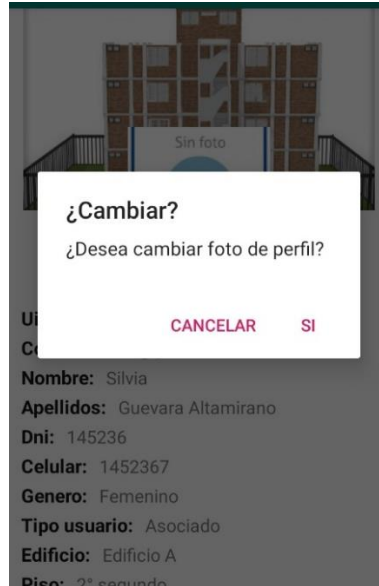 Sin foto
¿Cambiar?
¿Desea cambiar foto de perfil?
CANCELAR SI
Nombre: Silvia
Apellidos: Guevara Altamirano
Dni: 145236
Celular: 1452367
Genero: Femenino
Tipo usuario: Asociado
Edificio: Edificio A
Piso: 2° segundo